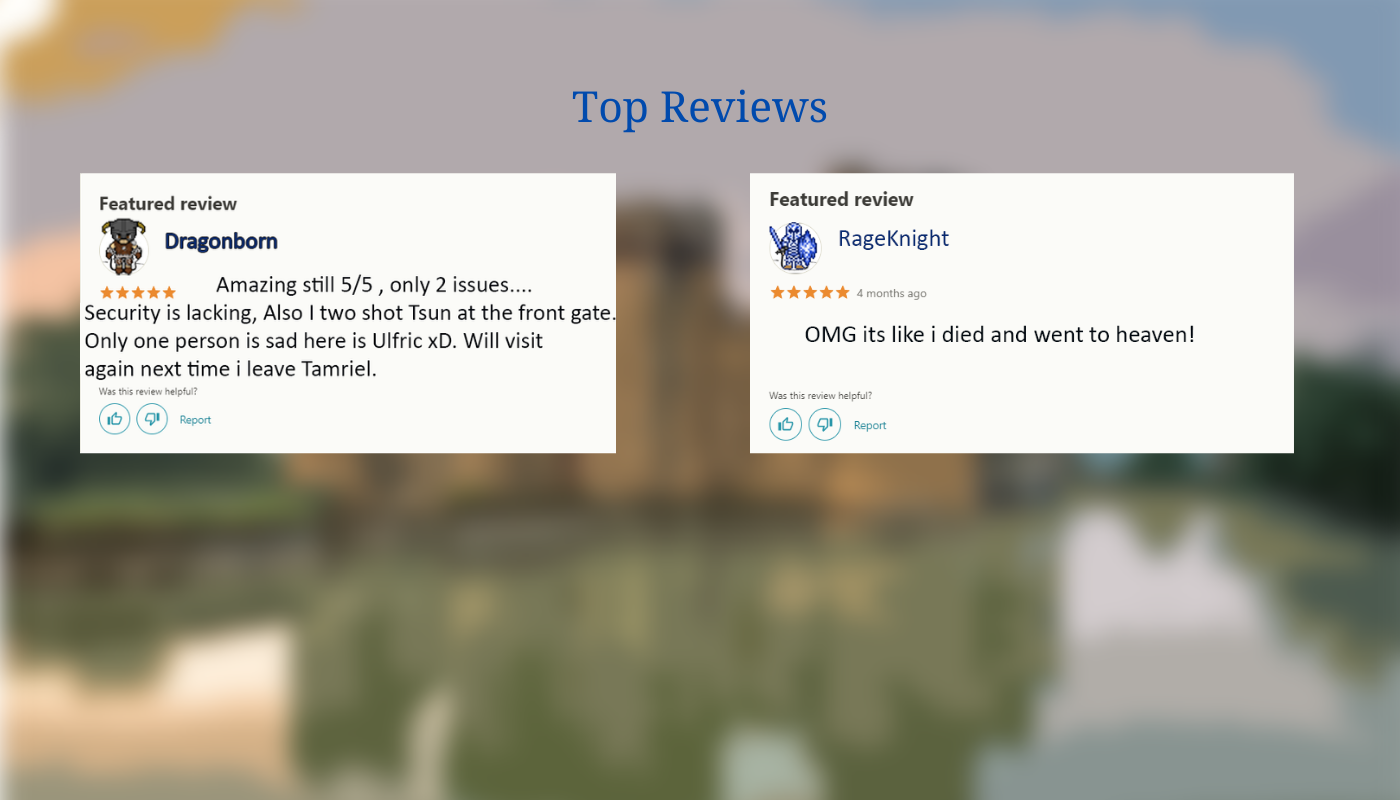 Top Reviews
Featured review
Dragonborn
Amazing still 5/5 , only 2 issues....
Security is lacking, Also I two shot Tsun at the front gate.
Only one person is sad here is Ulfric xD. Will visit
again next time i leave Tamriel.
Was this review helpful?
Report
Featured review
RageKnight
4 months ago
OMG its like i died and went to heaven!
Was this review helpful?
Report